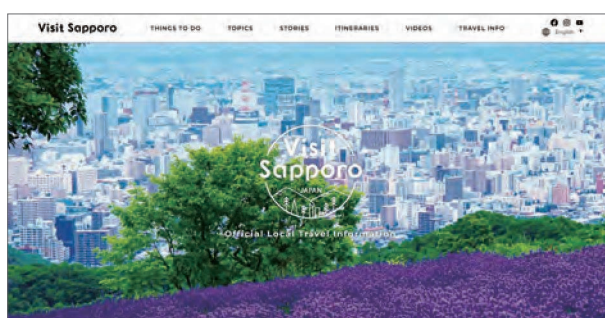 Visit Sapporo
THINGS TO DO TOPICS STORIES ITINERARIES VIDEOS TRAVEL INFO
English
Visit
Sapporo
JAPAN
Official Local Travel Information